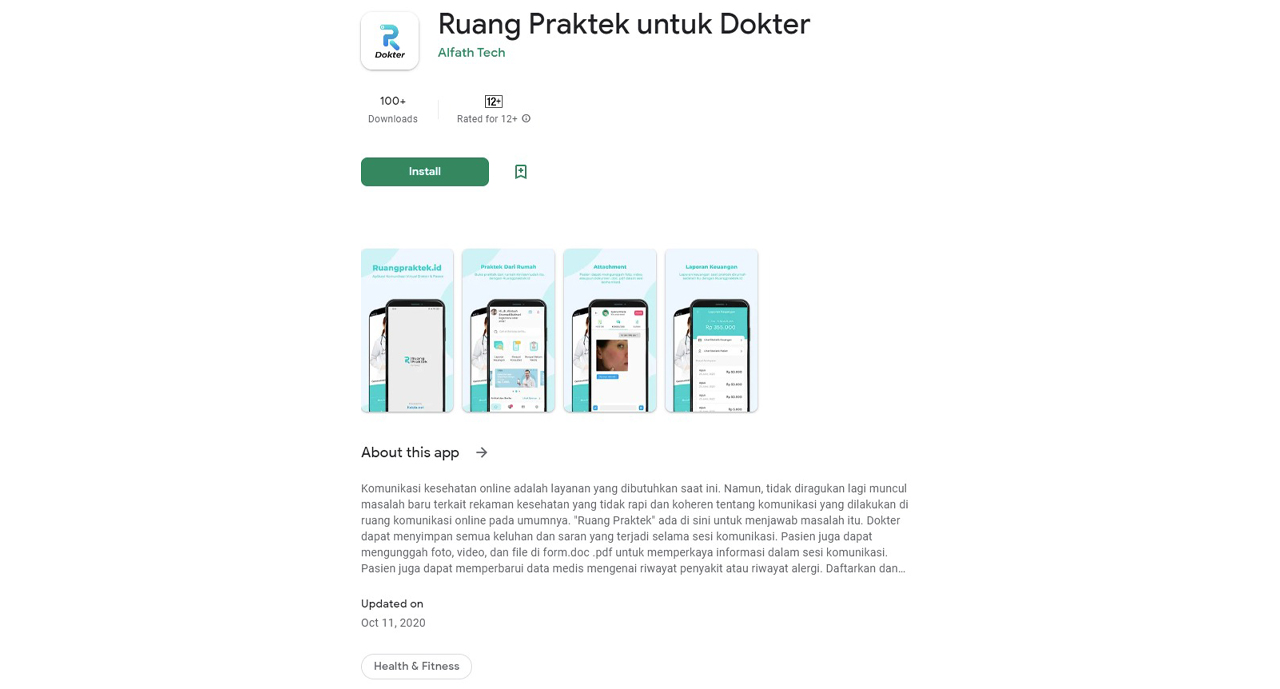 Dokter
Ruang Praktek untuk Dokter
Alfath Tech
100+
Downloads
12+
Rated for 12+
Install
Ruangpraktek.id
Praktek Dari Rumah
Attachment
Laporan Keuangan
About this app
Komunikasi kesehatan online adalah layanan yang dibutuhkan saat ini. Namun, tidak diragukan lagi muncul
masalah baru terkait rekaman kesehatan yang tidak rapi dan koheren tentang komunikasi yang dilakukan di
ruang komunikasi online pada umumnya. "Ruang Praktek" ada di sini untuk menjawab masalah itu. Dokter
dapat menyimpan semua keluhan dan saran yang terjadi selama sesi komunikasi. Pasien juga dapat
mengunggah foto, video, dan file di form.doc .pdf untuk memperkaya informasi dalam sesi komunikasi.
Pasien juga dapat memperbarui data medis mengenai riwayat penyakit atau riwayat alergi. Daftarkan dan…
Updated on
Oct 11, 2020
Health & Fitness